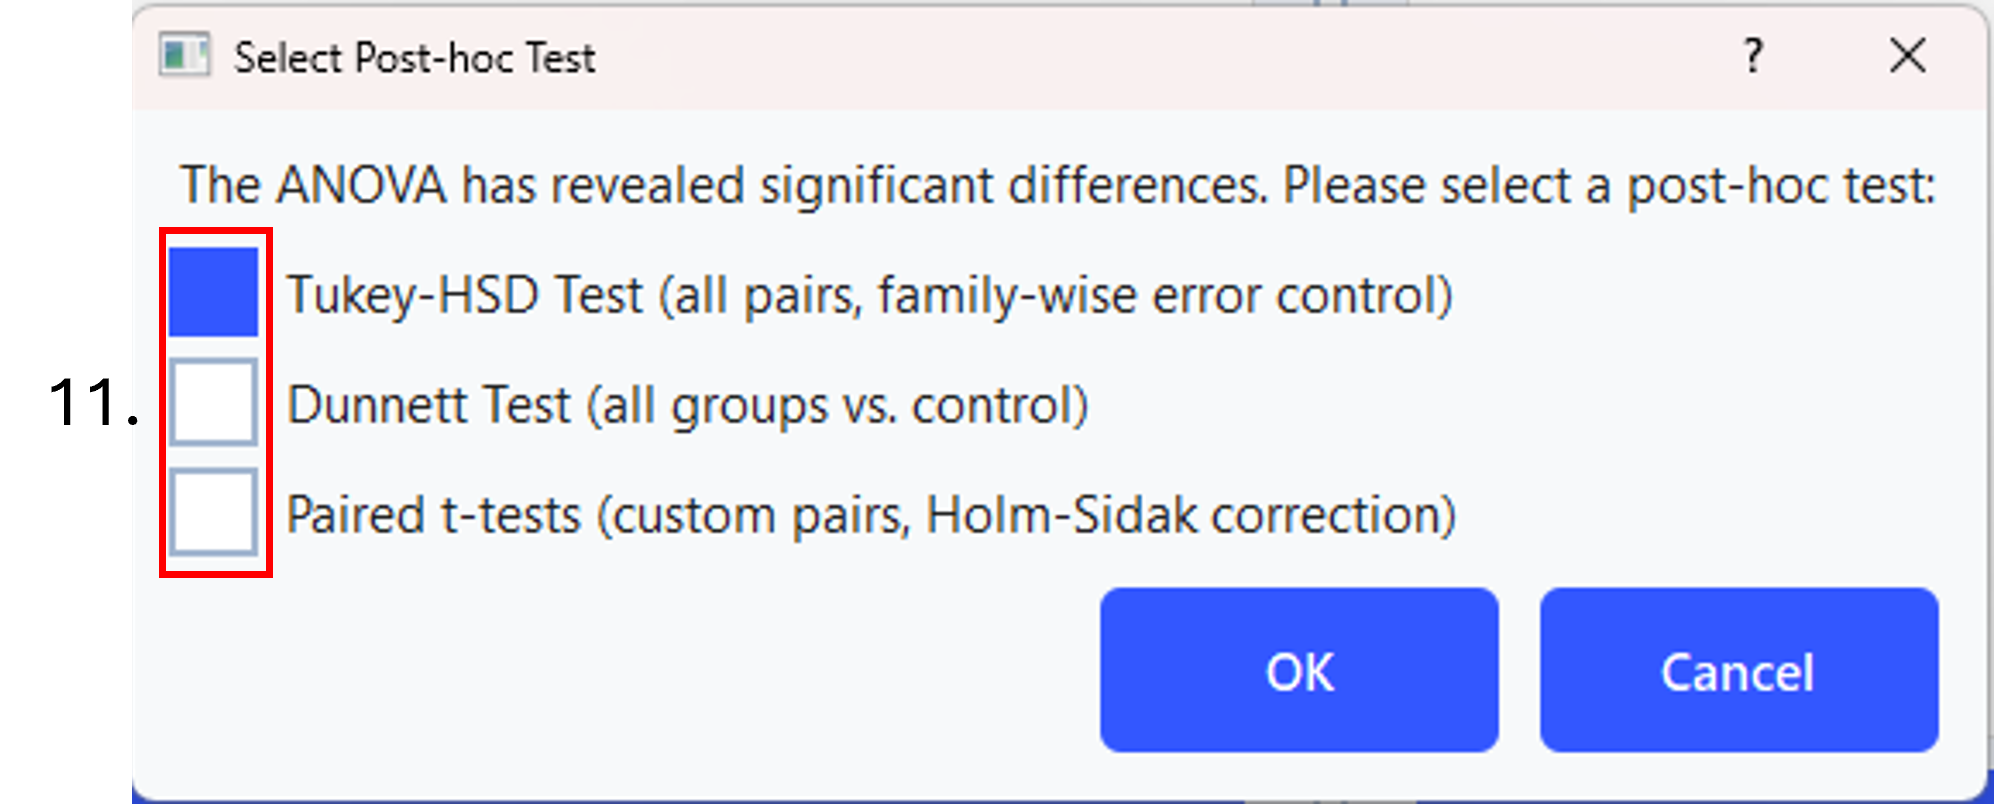 Select Post-hoc Test ? ×
The ANOVA has revealed significant differences. Please select a post-hoc test:
Tukey-HSD Test (all pairs, family-wise error control)
11. Dunnett Test (all groups vs. control)
Paired t-tests (custom pairs, Holm-Sidak correction)
OK Cancel